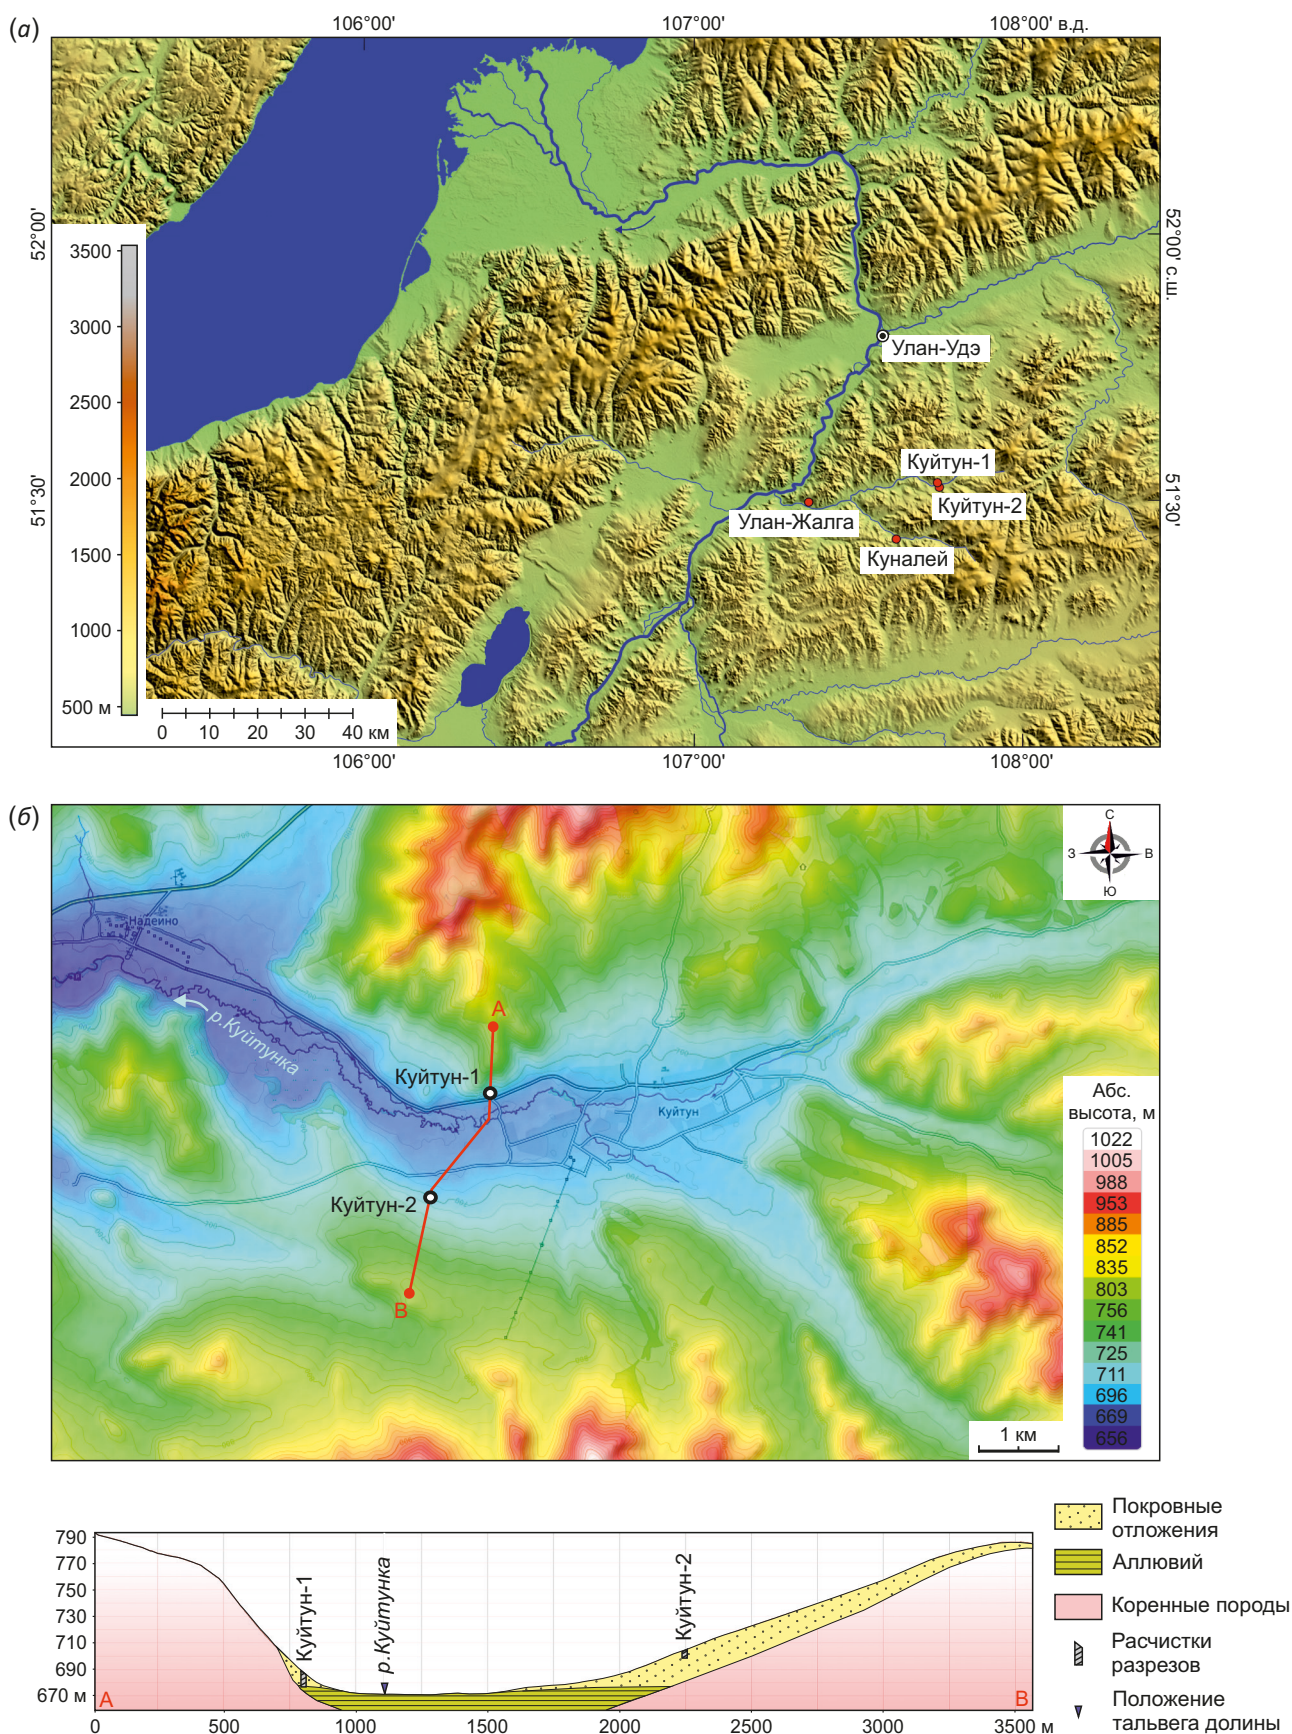 (а)
106°00'
107°00'
108°00' в.д.
52°00'
52°00' с.ш.
3500
3000
2500
2000
1500
1000
500 м
Улан-Удэ
51°30'
51°30'
Куйтун-1
Куйтун-2
Улан-Жалга
Куналей
0
10
20
30
40 км
106°00'
107°00'
108°00'
(б)
С
З
В
Ю
Надеино
р.Куйтунка
А
Куйтун-1
Куйтун
Куйтун-2
В
Абс.
высота, м
1022
1005
988
953
885
852
835
803
756
741
725
711
696
669
656
1 км
790
770
750
730
710
690
670 м
Куйтун-1
р.Куйтунка
Куйтун-2
А
В
0
500
1000
1500
2000
2500
3000
3500 м
Покровные
отложения
Аллювий
Коренные породы
Расчистки
разрезов
Положение
тальвега долины